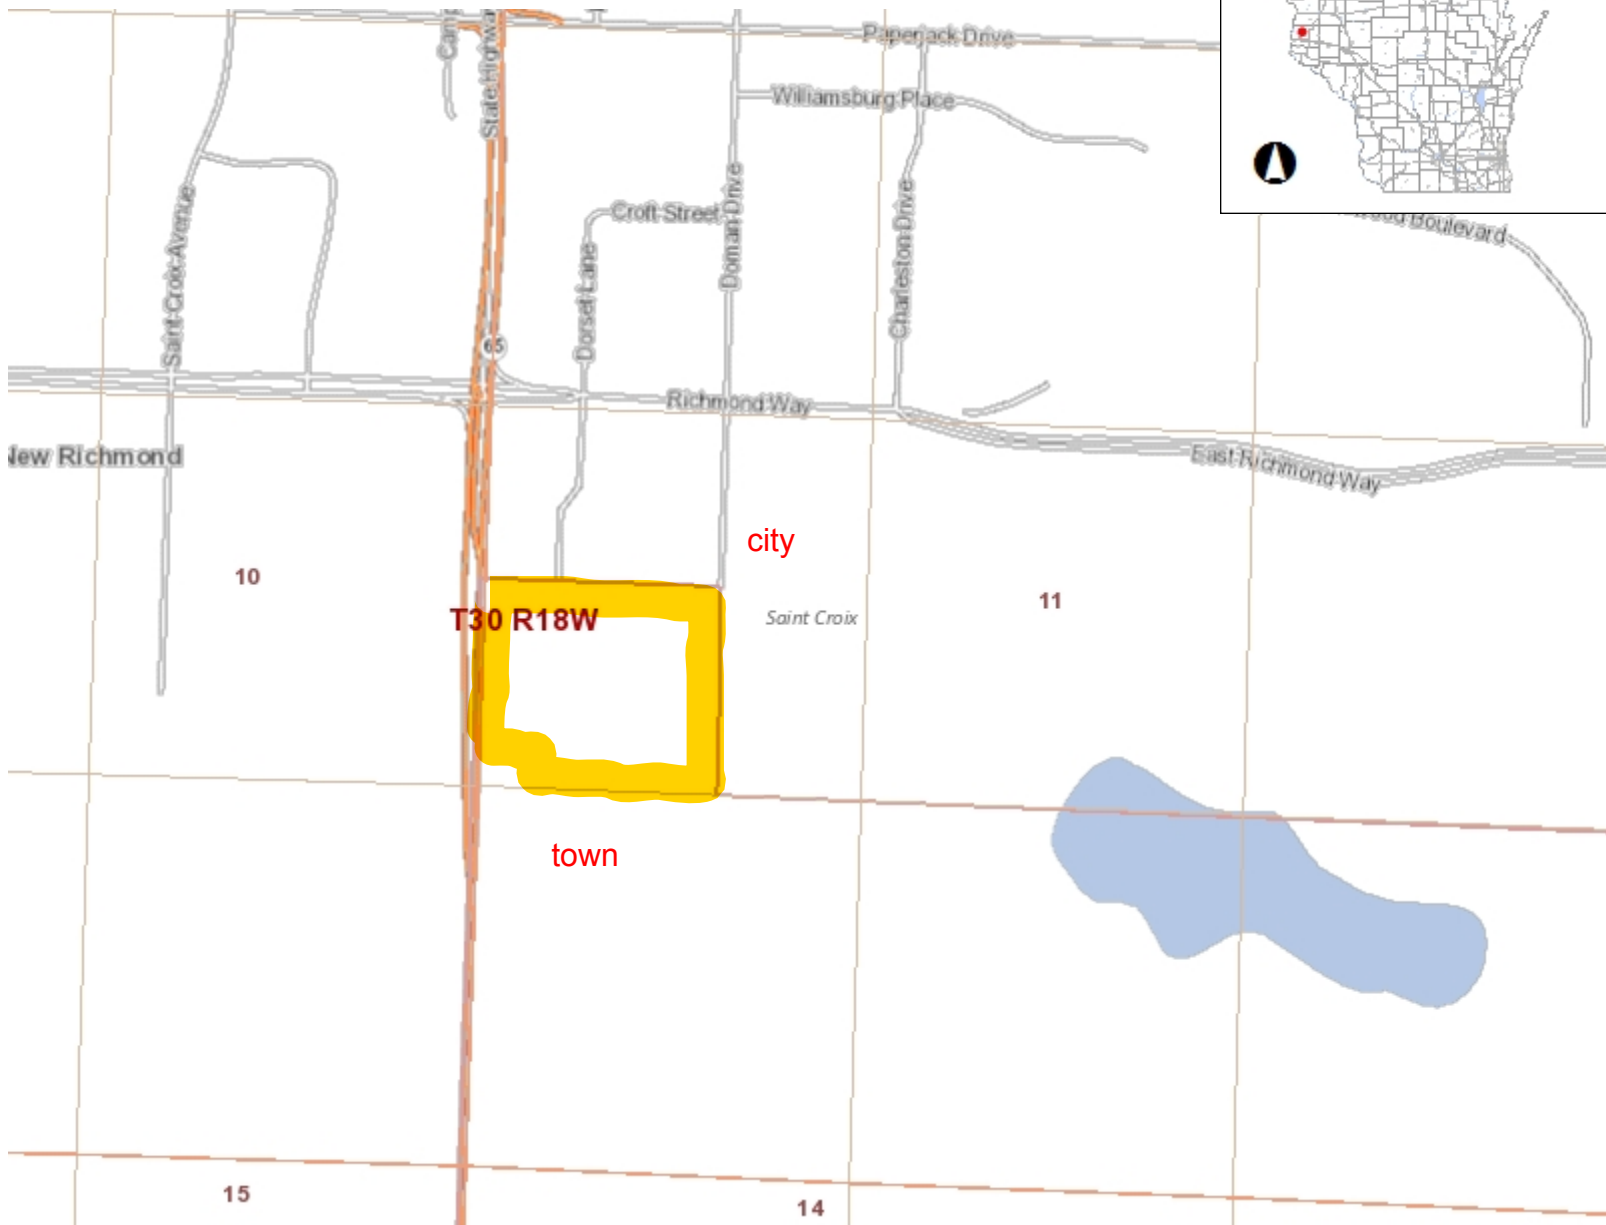 Paperjack Drive
State Highway
Williamsburg Place
Croft Street
Doman Drive
Saint Croix Avenue
Dorset Lane
Charleston Drive
Boulevard
65
Richmond Way
New Richmond
East Richmond Way
city
10
11
T30 R18W
Saint Croix
town
15
14